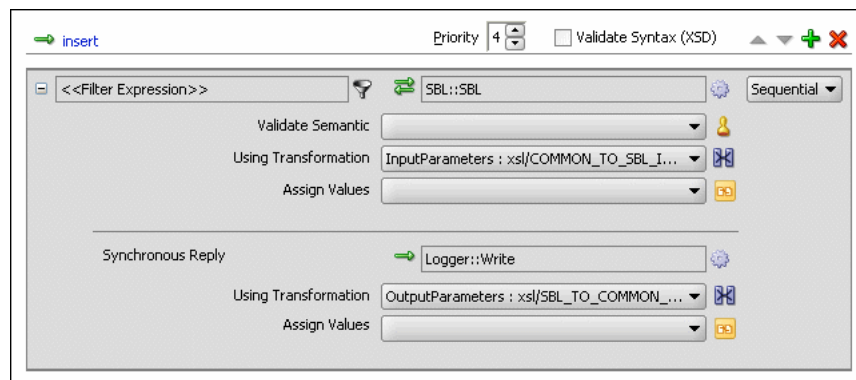 insert Priority 4 Validate Syntax (XSD)
<<Filter Expression>> SBL::SBL Sequential
Validate Semantic
Using Transformation InputParameters : xsl/COMMON_TO_SBL_I...
Assign Values
Synchronous Reply Logger::Write
Using Transformation OutputParameters : xsl/SBL_TO_COMMON_...
Assign Values